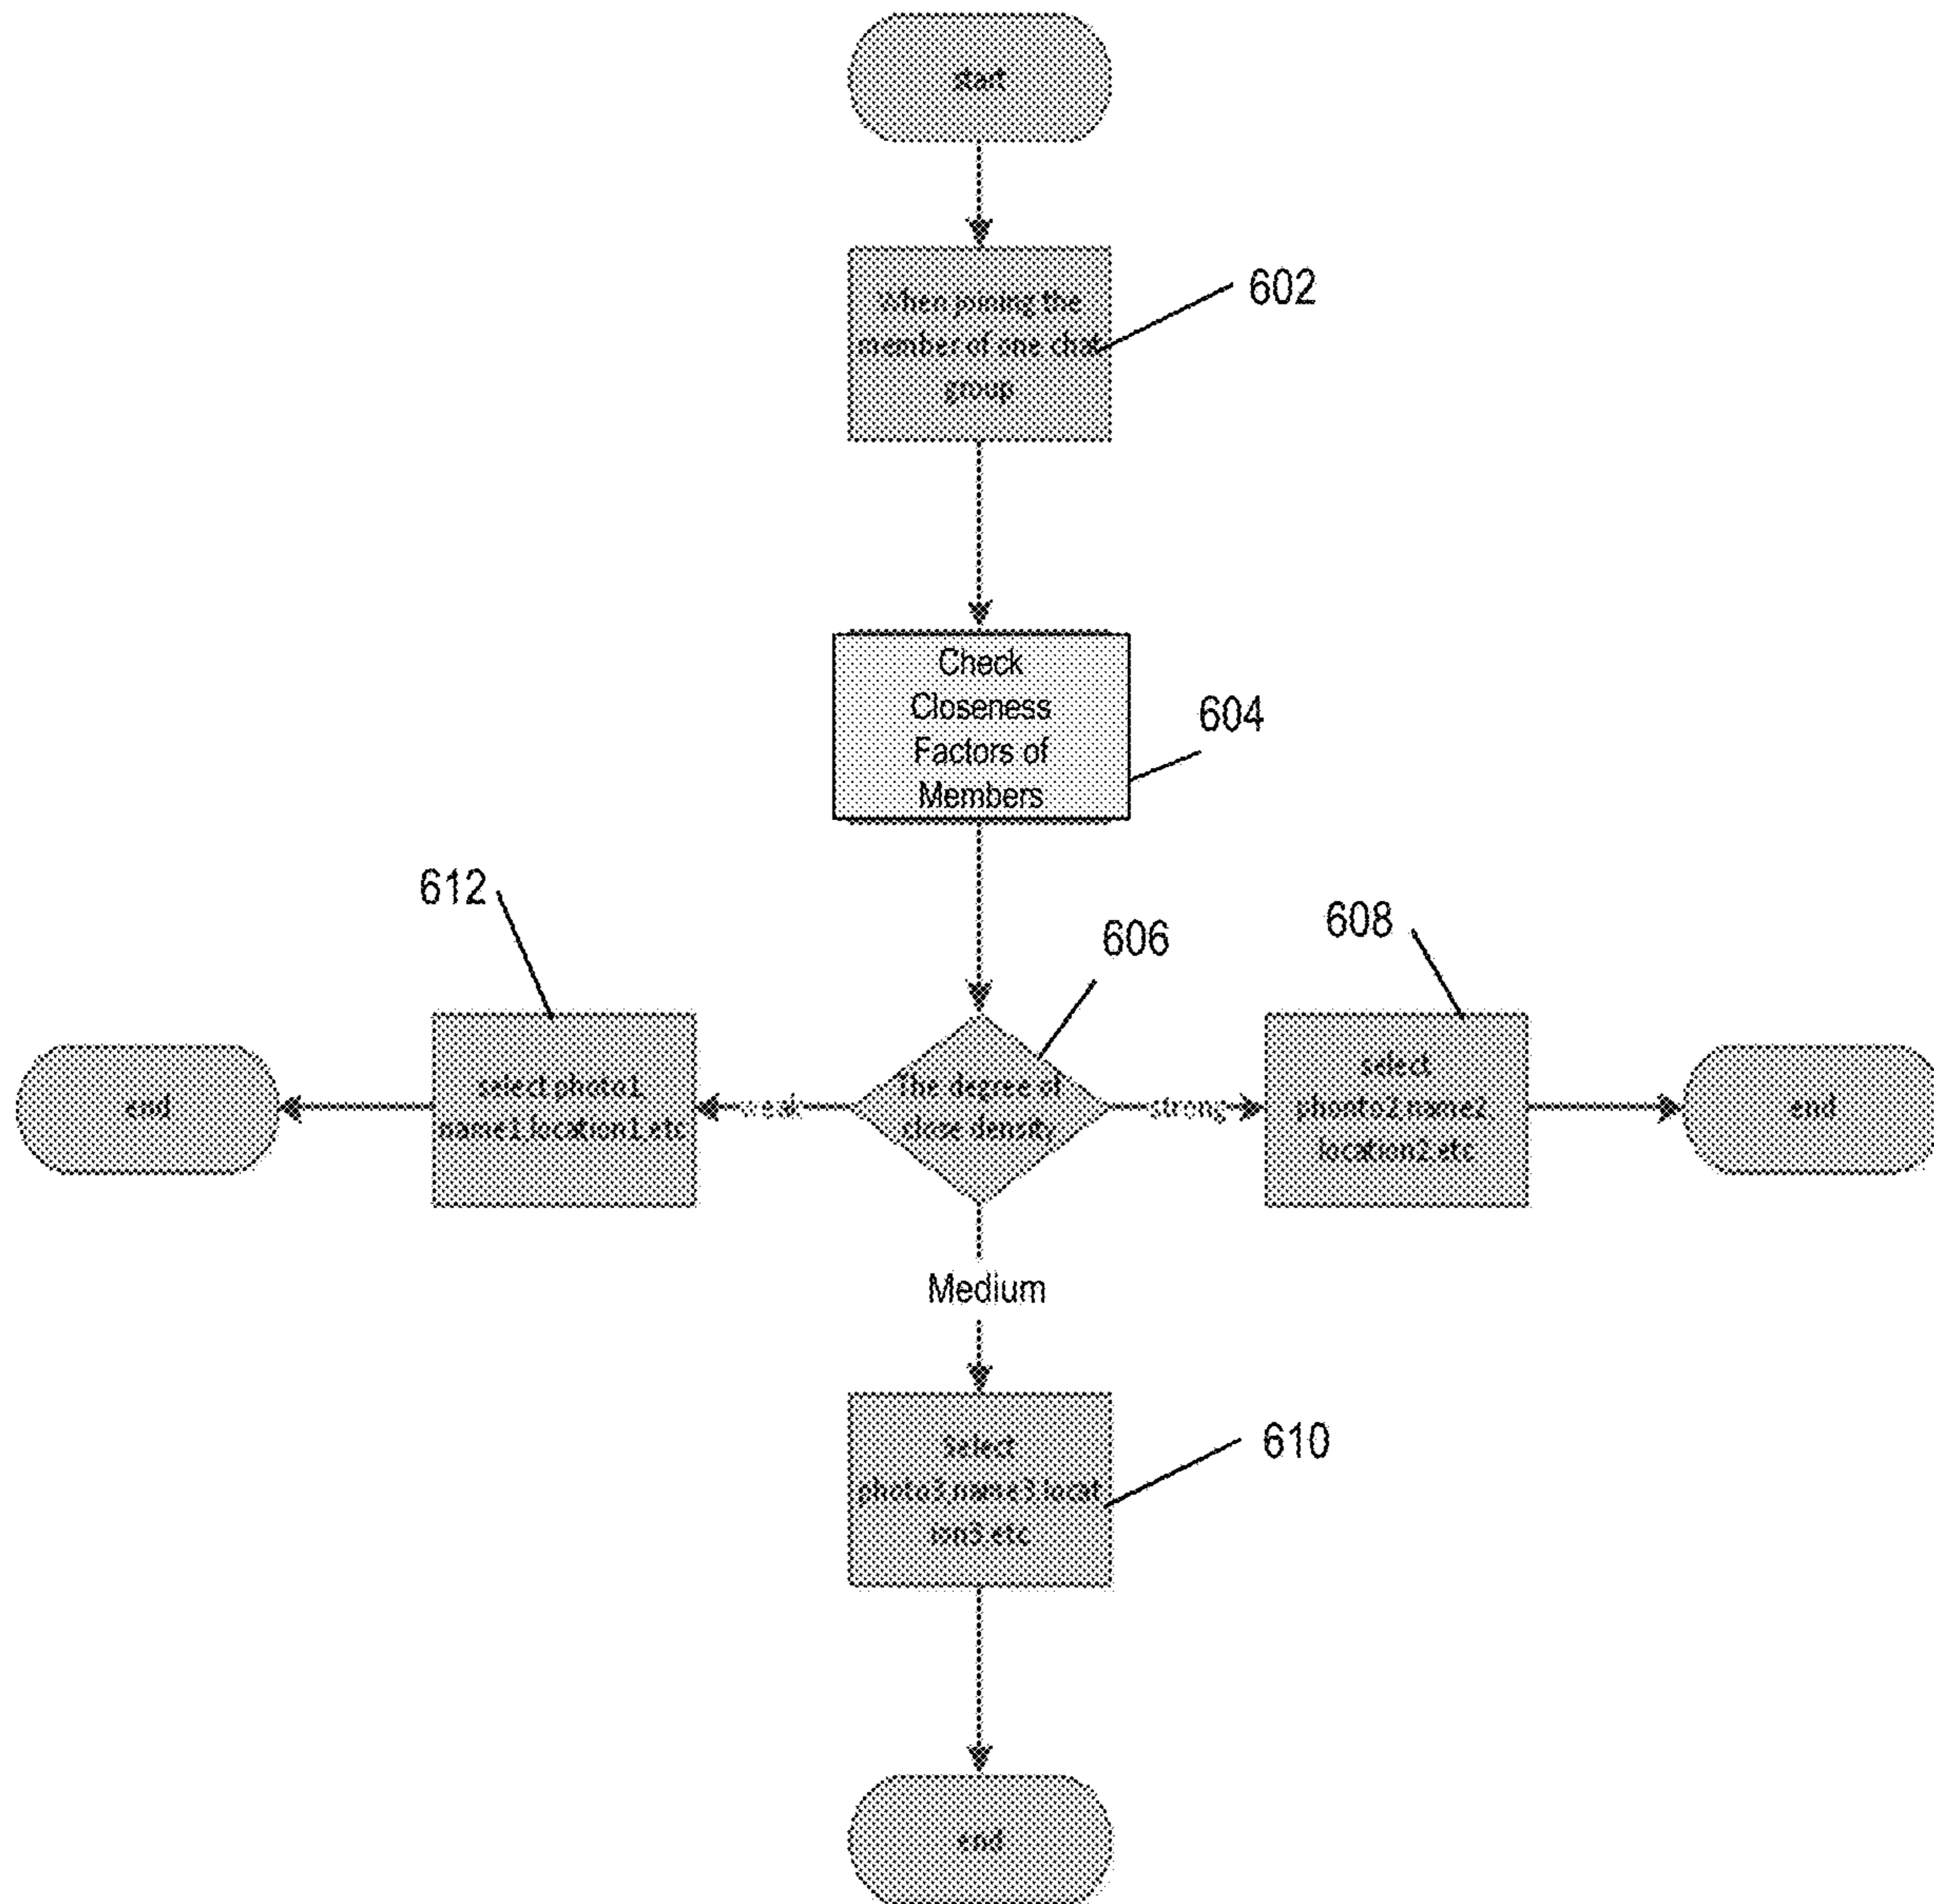 start
When joining the
member of one chat
group
602
Check
Closeness
Factors of
Members
604
612
606
608
end
select photo1
name1.location1.etc
weak
The degree of
close density
strong
select
phonto2.name2
location2.etc
end
Medium
Select
photo3.name3.locat
ion3.etc
610
end